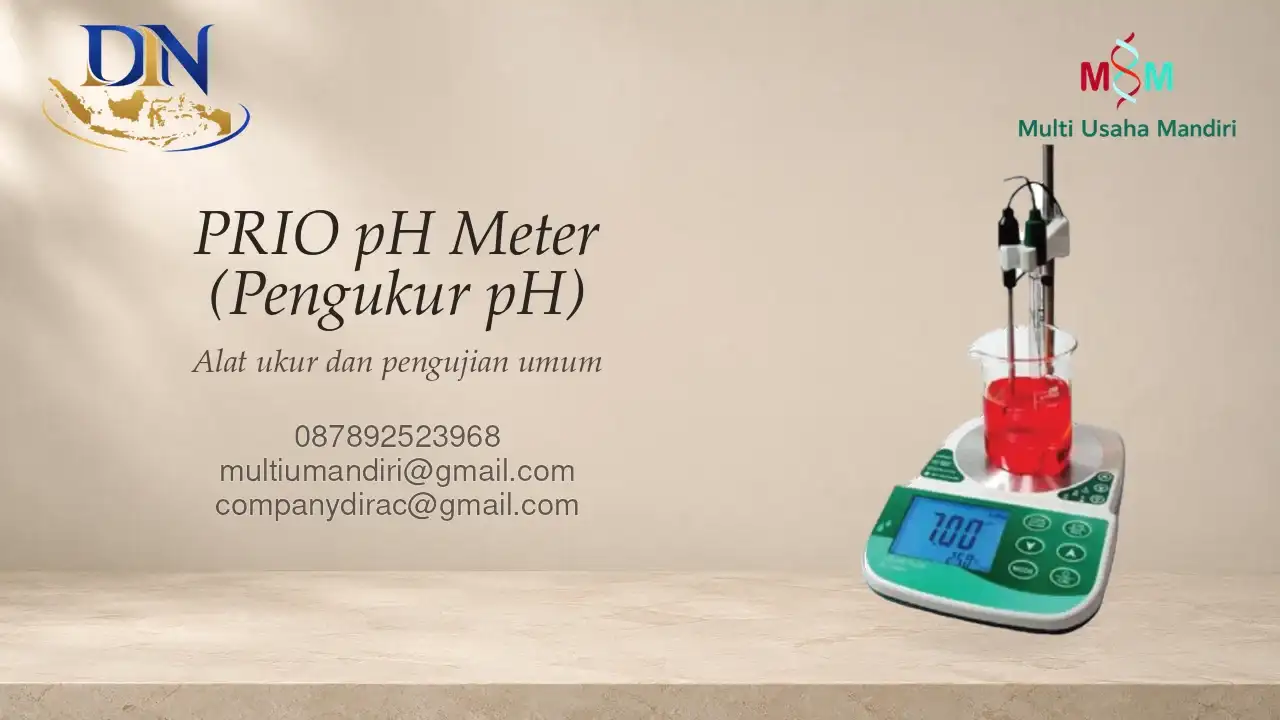 DN
M M
Multi Usaha Mandiri
PRIO pH Meter
(Pengukur pH)
Alat ukur dan pengujian umum
087892523968
multiumandiri@gmail.com
companydirac@gmail.com
7.00
25.0
MODE